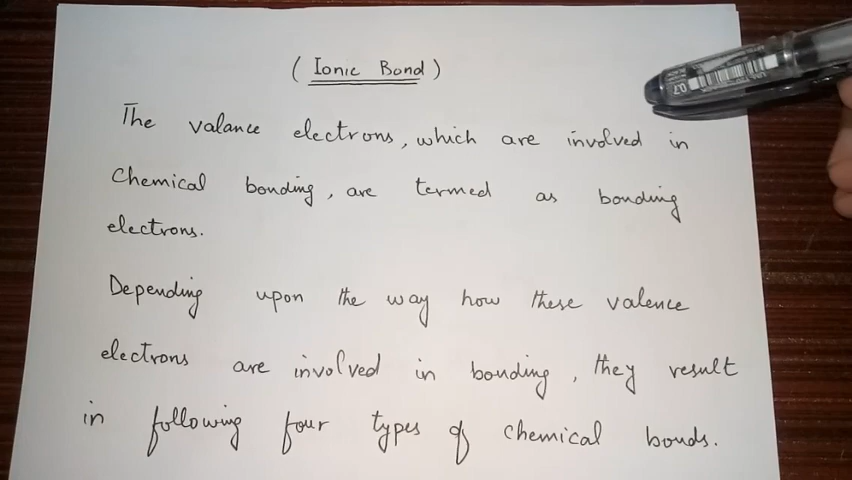 (Ionic Bond)
The valance electrons, which are involved in
Chemical bonding, are termed as bonding
electrons.
Depending upon the way how these valence
electrons are involved in bonding, they result
in following four types of chemical bonds.
07